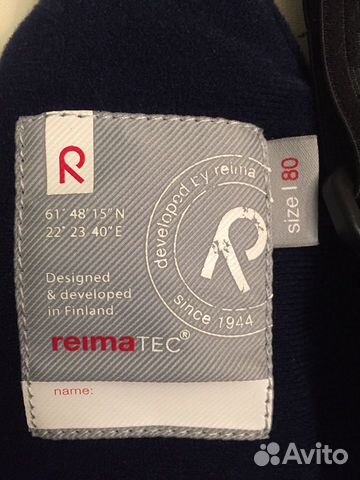 R
61° 48' 15"N
22° 23' 40"E
Designed
& developed
in Finland
reimaTEC®
name:
developed by reima
R
since 1944
size | 80
Avito